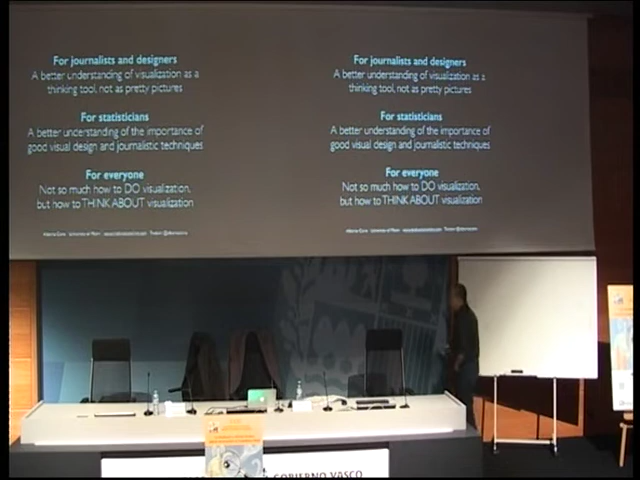 For journalists and designers
A better understanding of visualization as a
thinking tool, not as pretty pictures
For statisticians
A better understanding of the importance of
good visual design and journalistic techniques
For everyone
Not so much how to DO visualization,
but how to THINK ABOUT visualization
For journalists and designers
A better understanding of visualization as a
thinking tool, not as pretty pictures
For statisticians
A better understanding of the importance of
good visual design and journalistic techniques
For everyone
Not so much how to DO visualization,
but how to THINK ABOUT visualization
GOBIERNO VASCO